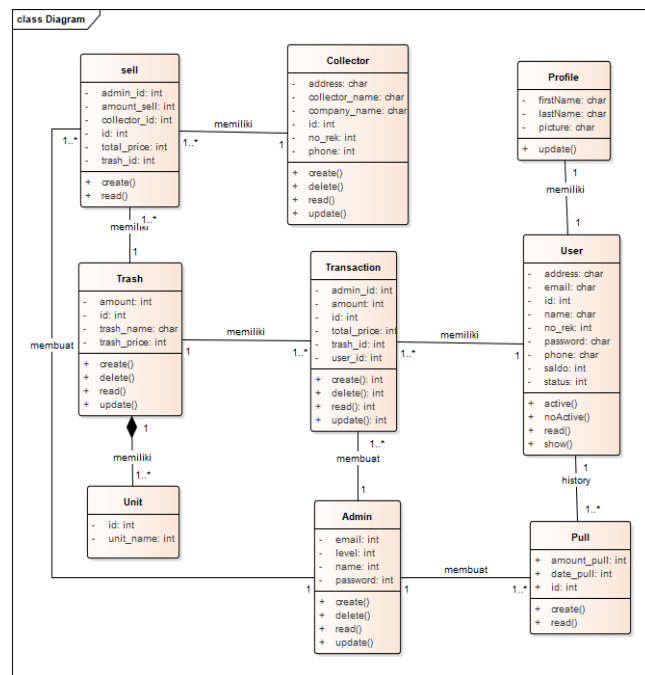 class Diagram
sell
- admin_id: int
- amount_sell: int
- collector_id: int
- id: int
- total_price: int
- trash_id: int
+ create()
+ read()
Collector
- address: char
- collector_name: char
- company_name: char
- id: int
- no_rek: int
- phone: int
+ create()
+ delete()
+ read()
+ update()
Profile
- firstName: char
- lastName: char
- picture: char
+ update()
1..*
1..*
memiliki
1
1
memiliki
1
1..*
memiliki
1
Trash
- amount: int
- id: int
- trash_name: char
- trash_price: int
+ create()
+ delete()
+ read()
+ update()
Transaction
- admin_id: int
- amount: int
- id: int
- total_price: int
- trash_id: int
- user_id: int
+ create(): int
+ delete(): int
+ read(): int
+ update(): int
User
- address: char
- email: char
- id: int
- name: char
- no_rek: int
- password: char
- phone: char
- saldo: int
- status: int
+ active()
+ noActive()
+ read()
+ show()
membuat
memiliki
1
1..*
memiliki
1..*
1
1
memiliki
1..*
1..*
membuat
1
1
history
1..*
Unit
- id: int
- unit_name: int
Admin
- email: int
- level: int
- name: int
- password: int
+ create()
+ delete()
+ read()
+ update()
Pull
+ amount_pull: int
+ date_pull: int
+ id: int
+ create()
+ read()
1
1
membuat
1..*